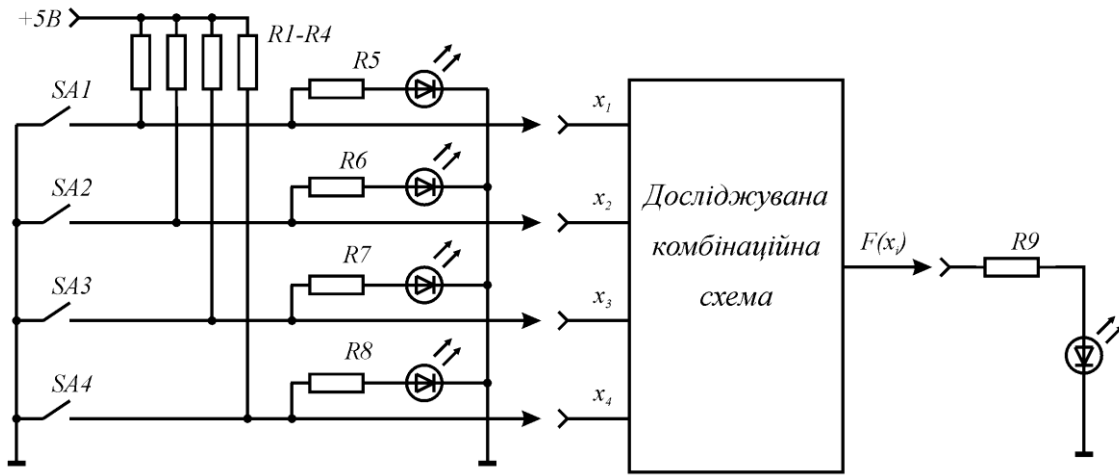 +5В
R1-R4
SA1
R5
x₁
SA2
R6
x₂
Досліджувана
комбінаційна
схема
F(xᵢ)
R9
SA3
R7
x₃
SA4
R8
x₄